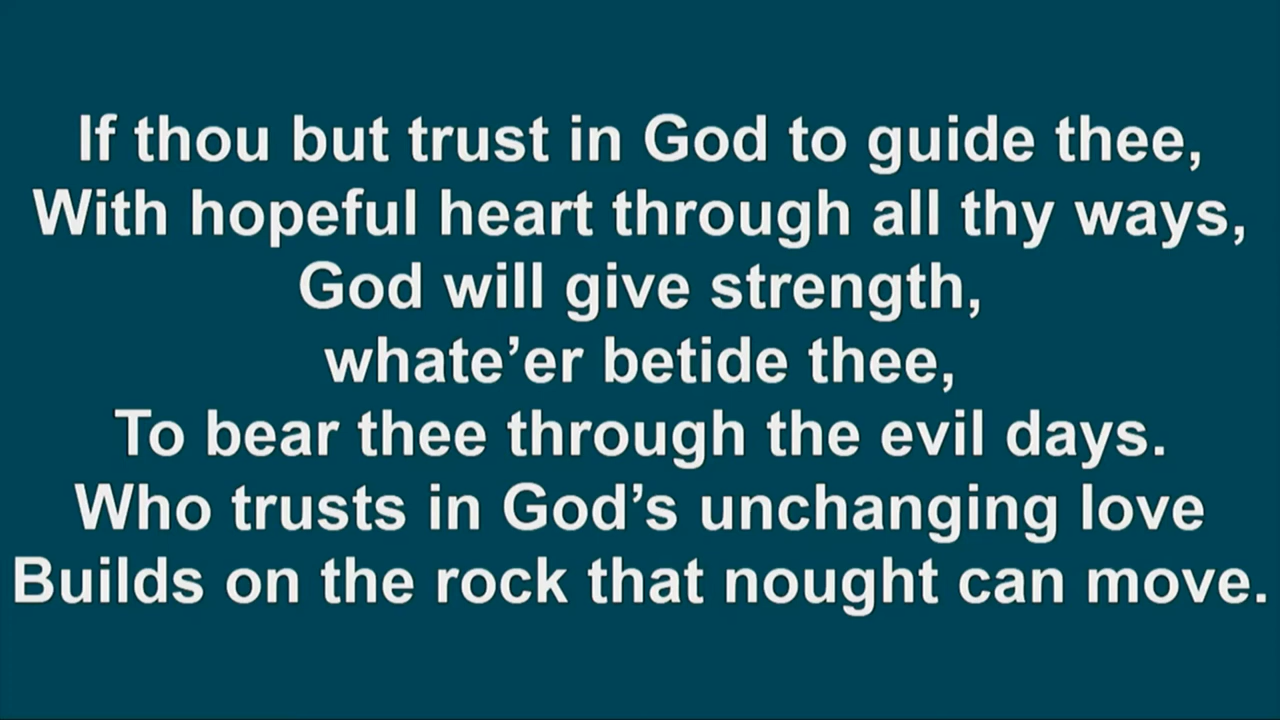 If thou but trust in God to guide thee,
With hopeful heart through all thy ways,
God will give strength,
whate’er betide thee,
To bear thee through the evil days.
Who trusts in God’s unchanging love
Builds on the rock that nought can move.